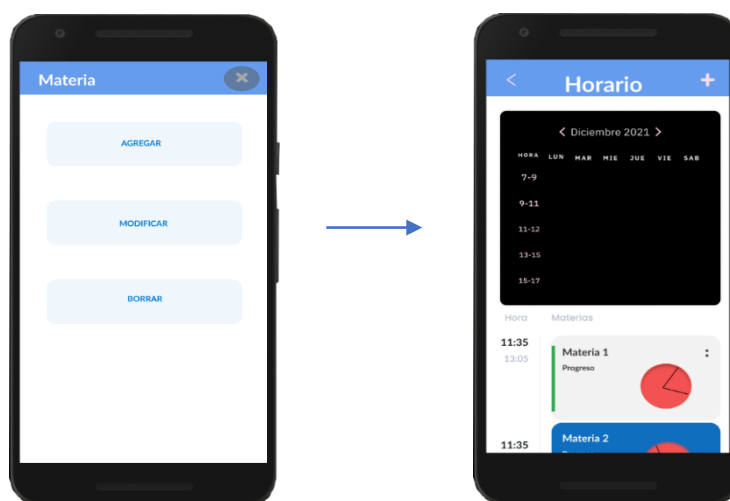 Materia
AGREGAR
MODIFICAR
BORRAR
Horario
Diciembre 2021
HORA LUN MAR MIE JUE VIE SAB
7-9
9-11
11-12
13-15
15-17
Hora Materias
11:35
13:05
Materia 1
Progreso
11:35
Materia 2